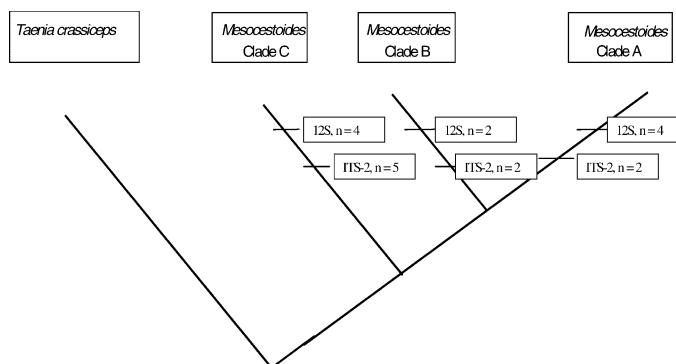 Taenia crassiceps
Mesocestoides
Clade C
Mesocestoides
Clade B
Mesocestoides
Clade A
12S, n = 4
12S, n = 2
12S, n = 4
ITS-2, n = 5
ITS-2, n = 2
ITS-2, n = 2